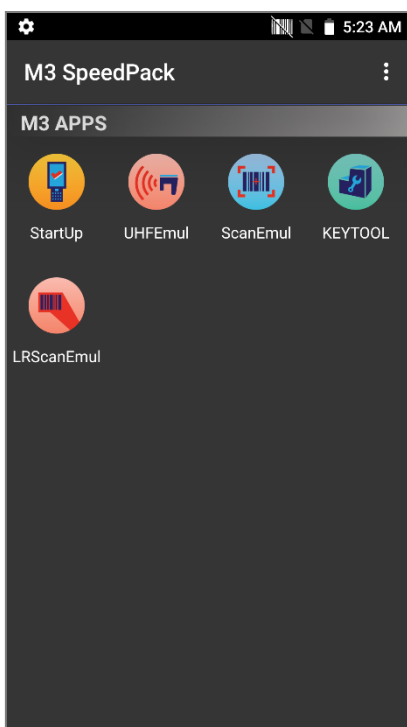 5:23 AM
M3 SpeedPack
M3 APPS
StartUp UHFEmul ScanEmul KEYTOOL
LRScanEmul